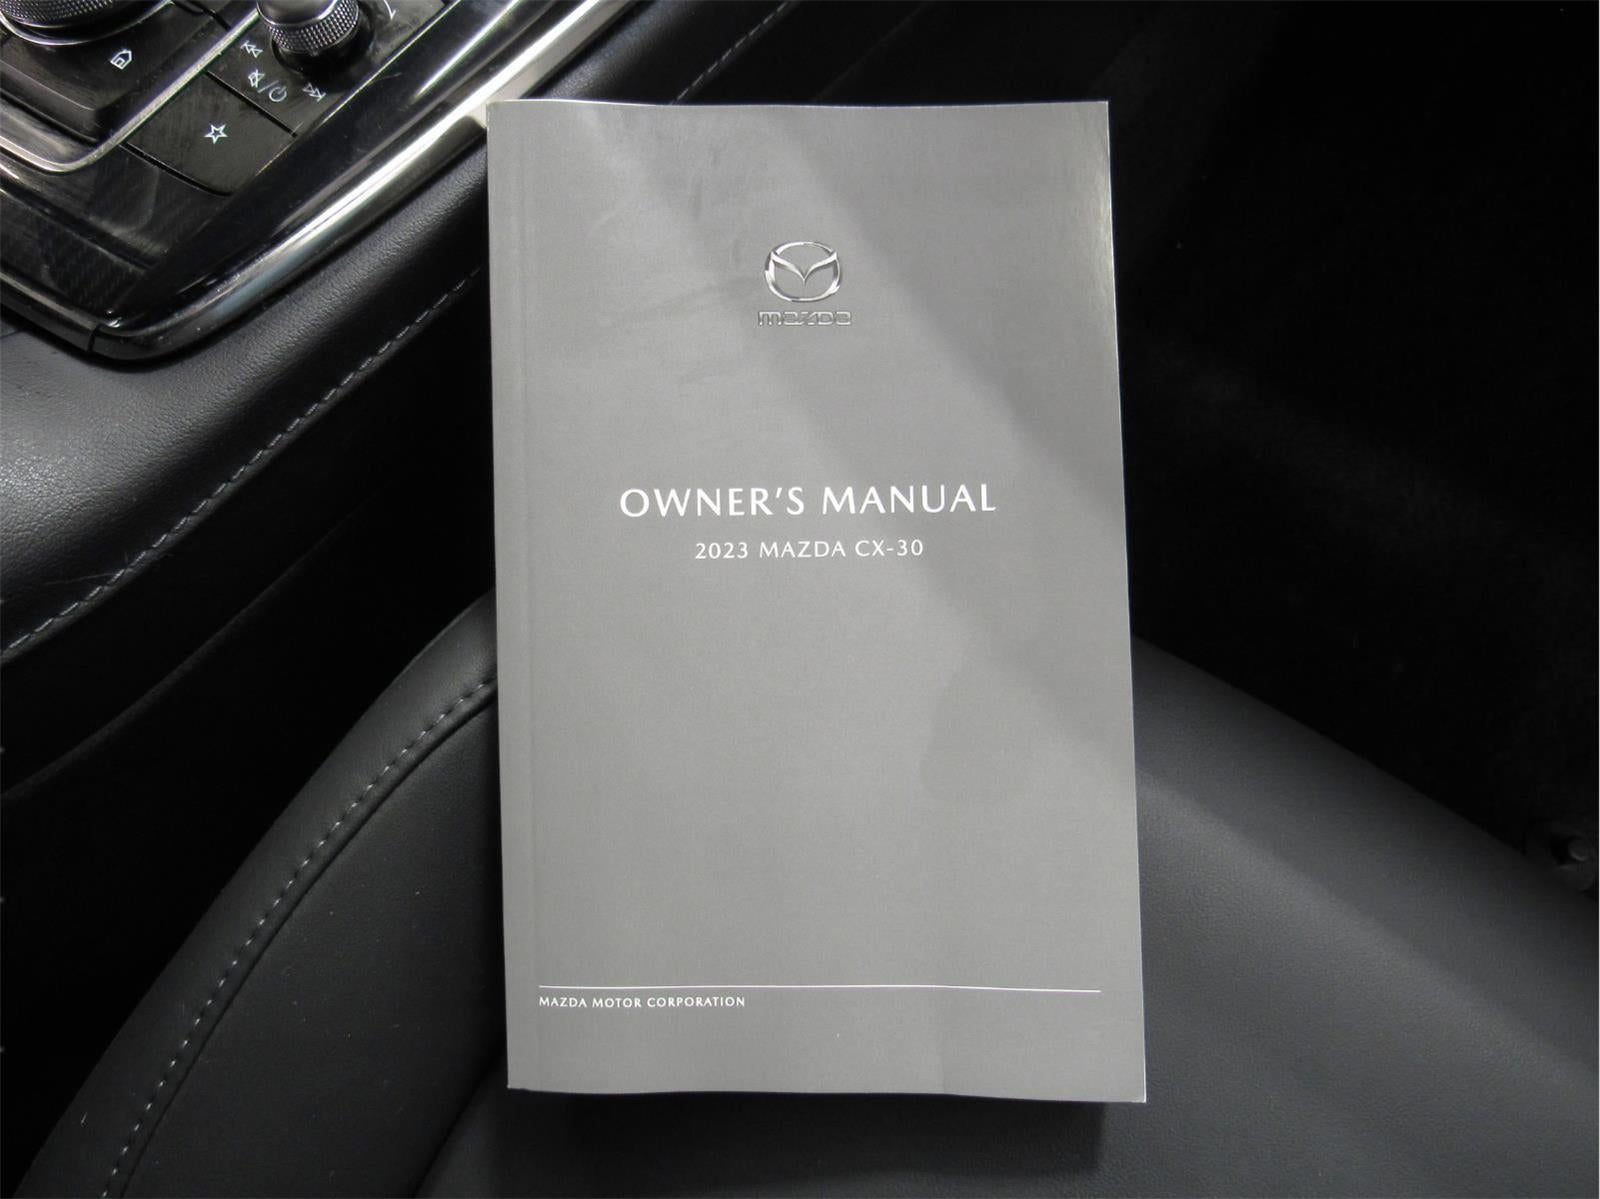 mazda
OWNER'S MANUAL
2023 MAZDA CX-30
MAZDA MOTOR CORPORATION